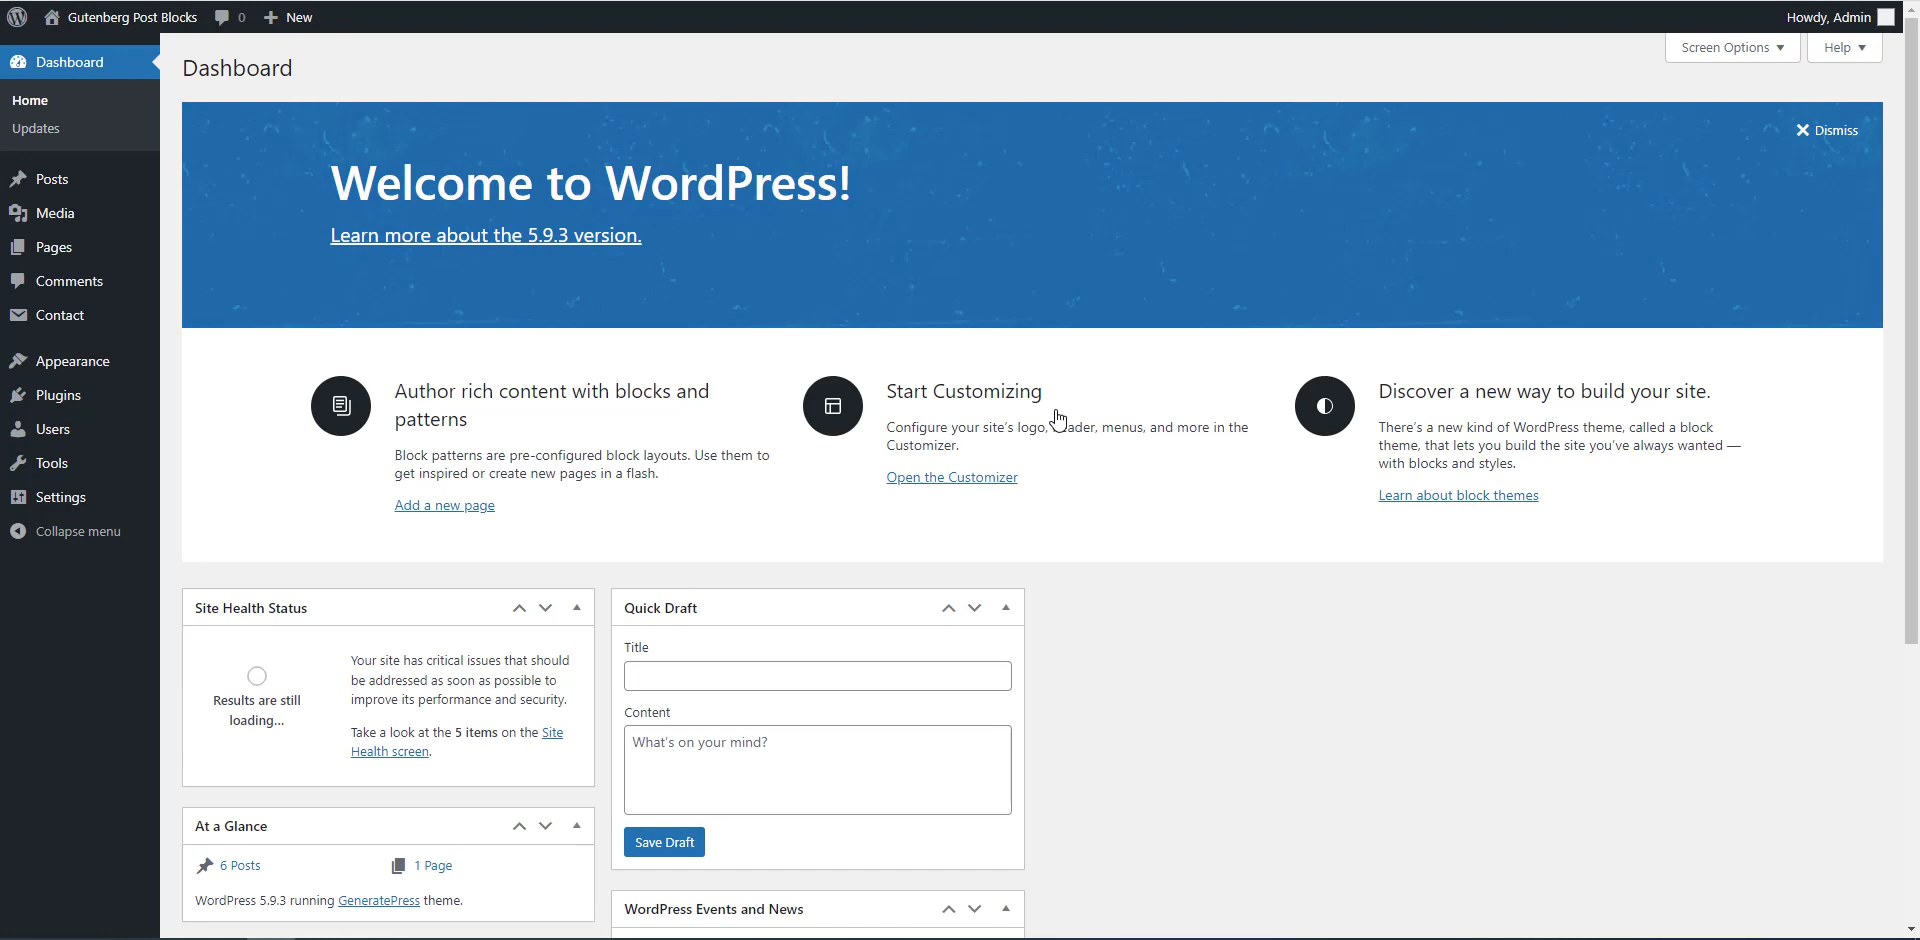 Gutenberg Post Blocks 0 New Howdy, Admin
Screen Options Help
Dashboard
Home
Updates
Posts
Media
Pages
Comments
Contact
Appearance
Plugins
Users
Tools
Settings
Collapse menu
Dashboard
Dismiss
Welcome to WordPress!
Learn more about the 5.9.3 version.
Author rich content with blocks and
patterns
Block patterns are pre-configured block layouts. Use them to
get inspired or create new pages in a flash.
Add a new page
Start Customizing
Configure your site's logo, menus, and more in the
Customizer.
Open the Customizer
Discover a new way to build your site.
There's a new kind of WordPress theme, called a block
theme, that lets you build the site you've always wanted —
with blocks and styles.
Learn about block themes
Site Health Status
Results are still
loading...
Your site has critical issues that should
be addressed as soon as possible to
improve its performance and security.
Take a look at the 5 items on the Site
Health screen.
At a Glance
6 Posts 1 Page
WordPress 5.9.3 running GeneratePress theme.
Quick Draft
Title
Content
What's on your mind?
Save Draft
WordPress Events and News